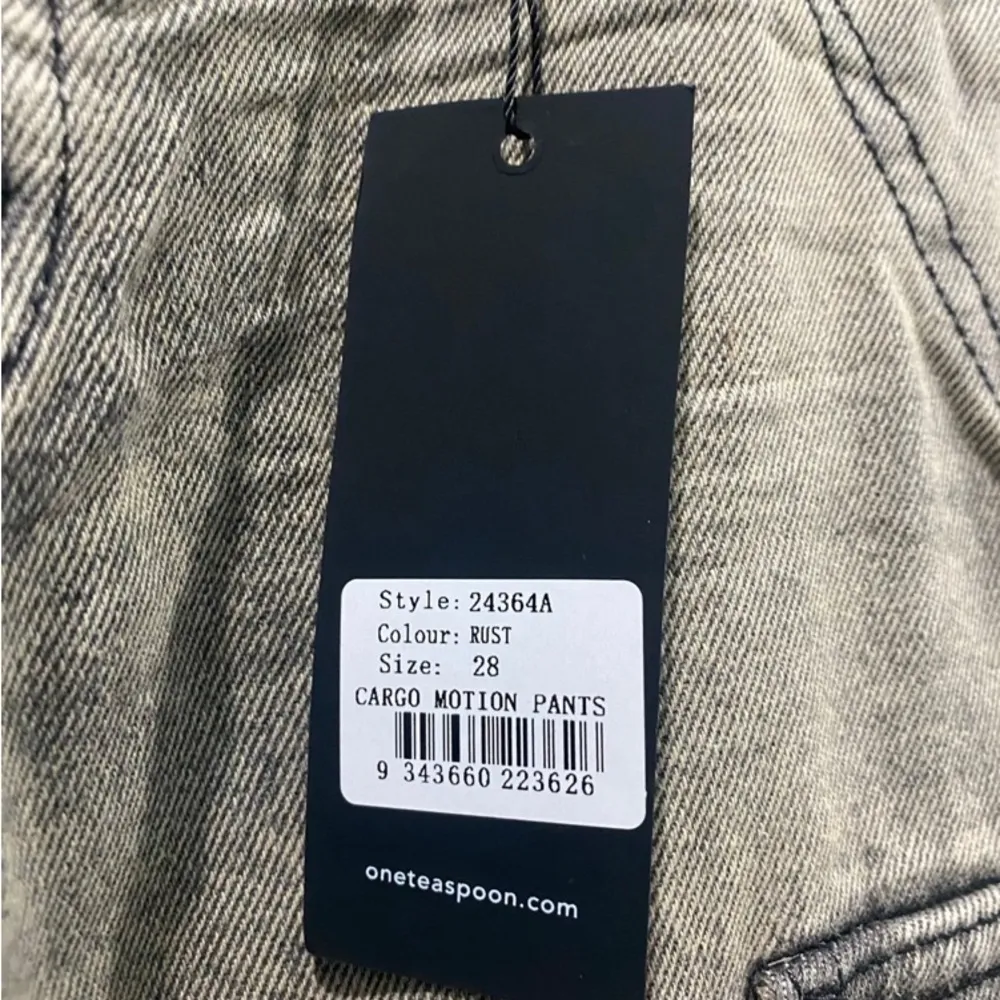 Style: 24364A
Colour: RUST
Size: 28
CARGO MOTION PANTS
9 343660 223626
oneteaspoon.com